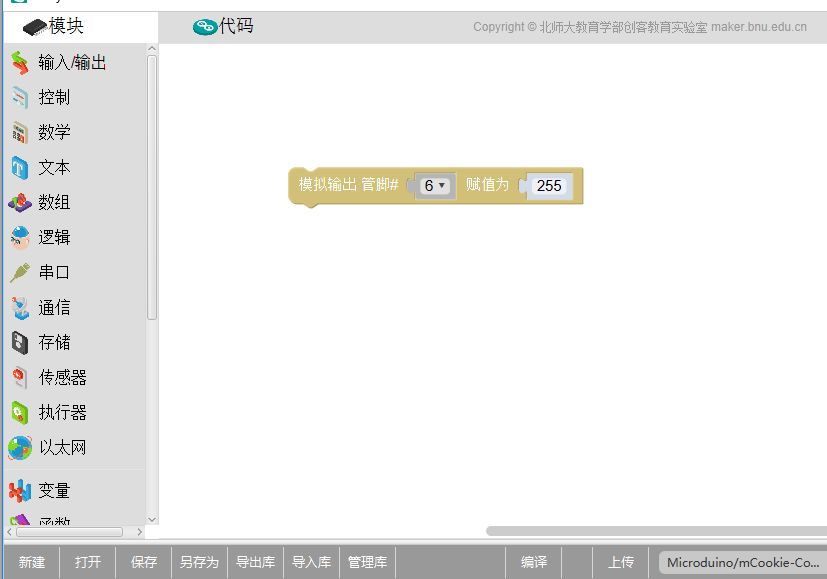 模块
代码
Copyright © 北师大教育学部创客教育实验室 maker.bnu.edu.cn
输入/输出
控制
数学
文本
数组
逻辑
串口
通信
存储
传感器
执行器
以太网
变量
函数
模拟输出 管脚# 6 赋值为 255
新建 打开 保存 另存为 导出库 导入库 管理库 编译 上传 Microduino/mCookie-Co...